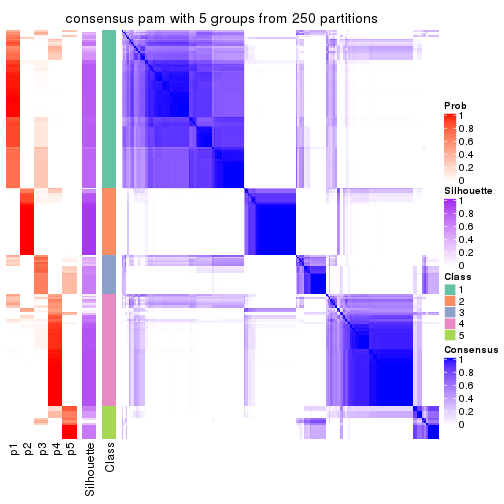 consensus pam with 5 groups from 250 partitions
Prob
1
0.8
0.6
0.4
0.2
0
Silhouette
1
0.8
0.6
0.4
0.2
0
Class
1
2
3
4
5
Consensus
1
0.8
0.6
0.4
0.2
0
p1
p2
p3
p4
p5
Silhouette
Class